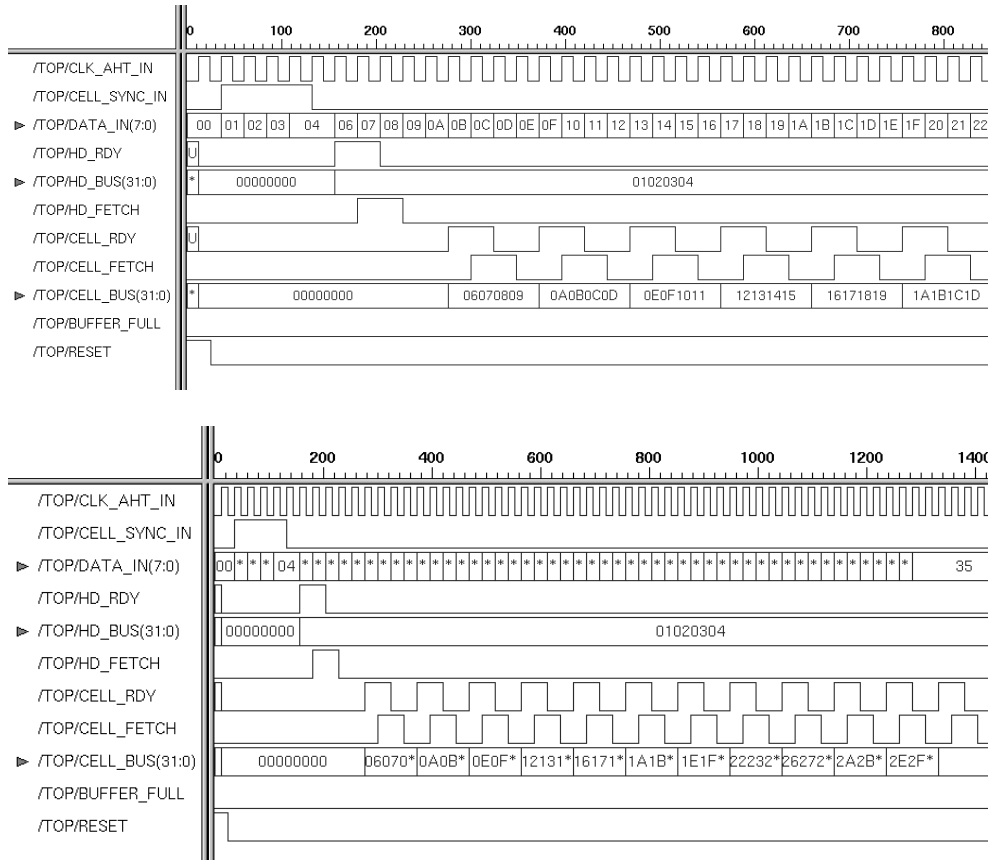 0 100 200 300 400 500 600 700 800
/TOP/CLK_AHT_IN
/TOP/CELL_SYNC_IN
/TOP/DATA_IN(7:0) 00 01 02 03 04 06 07 08 09 0A 0B 0C 0D 0E 0F 10 11 12 13 14 15 16 17 18 19 1A 1B 1C 1D 1E 1F 20 21 22
/TOP/HD_RDY U
/TOP/HD_BUS(31:0) * 00000000 01020304
/TOP/HD_FETCH
/TOP/CELL_RDY U
/TOP/CELL_FETCH
/TOP/CELL_BUS(31:0) * 00000000 06070809 0A0B0C0D 0E0F1011 12131415 16171819 1A1B1C1D
/TOP/BUFFER_FULL
/TOP/RESET
0 200 400 600 800 1000 1200 1400
/TOP/CLK_AHT_IN
/TOP/CELL_SYNC_IN
/TOP/DATA_IN(7:0) 00 * * * 04 * * * * * * * * * * * * * * * * * * * * * * * * * * * * * * * * * * * * * * * * * * * * * * * 35
/TOP/HD_RDY
/TOP/HD_BUS(31:0) 00000000 01020304
/TOP/HD_FETCH
/TOP/CELL_RDY
/TOP/CELL_FETCH
/TOP/CELL_BUS(31:0) 00000000 06070* 0A0B* 0E0F* 12131* 16171* 1A1B* 1E1F* 22232* 26272* 2A2B* 2E2F*
/TOP/BUFFER_FULL
/TOP/RESET